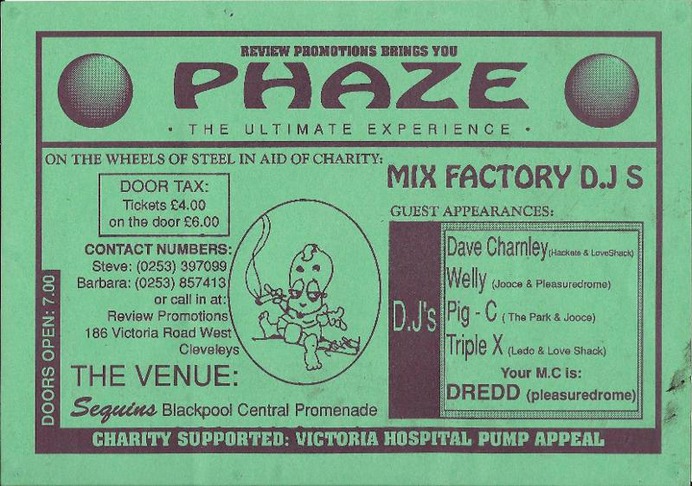 REVIEW PROMOTIONS BRINGS YOU
PHAZE
• THE ULTIMATE EXPERIENCE •
ON THE WHEELS OF STEEL IN AID OF CHARITY:
MIX FACTORY D.J S
DOOR TAX:
Tickets £4.00
on the door £6.00
CONTACT NUMBERS:
Steve: (0253) 397099
Barbara: (0253) 857413
or call in at:
Review Promotions
186 Victoria Road West
Cleveleys
DOORS OPEN: 7.00
THE VENUE:
Sequins Blackpool Central Promenade
GUEST APPEARANCES:
D.J's
Dave Charnley (Hackets & LoveShack)
Welly (Jooce & Pleasuredrome)
Pig - C ( The Park & Jooce)
Triple X (Ledo & Love Shack)
Your M.C is:
DREDD (pleasuredrome)
CHARITY SUPPORTED: VICTORIA HOSPITAL PUMP APPEAL